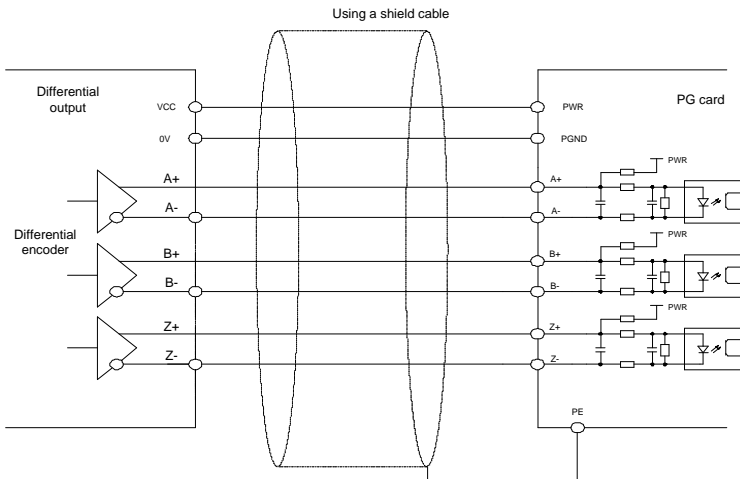 Using a shield cable
Differential
output
PG card
VCC
PWR
0V
PGND
PWR
A+
A+
A-
A-
Differential
encoder
PWR
B+
B+
B-
B-
PWR
Z+
Z+
Z-
Z-
PE